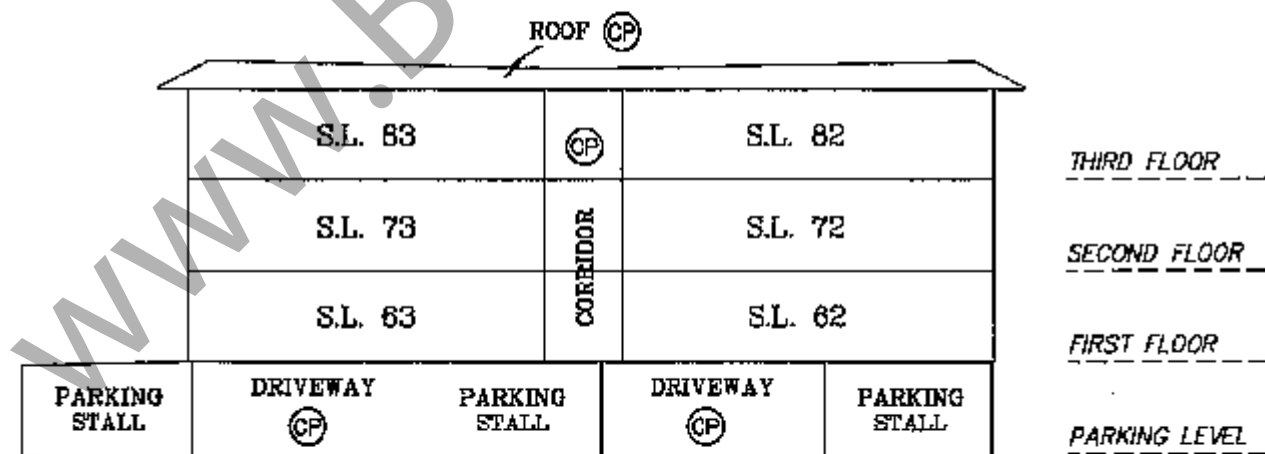 ROOF CP
S.L. 83
CP
S.L. 82
THIRD FLOOR
S.L. 73
CORRIDOR
S.L. 72
SECOND FLOOR
S.L. 63
S.L. 62
FIRST FLOOR
PARKING
STALL
DRIVEWAY
CP
PARKING
STALL
DRIVEWAY
CP
PARKING
STALL
PARKING LEVEL
www.b